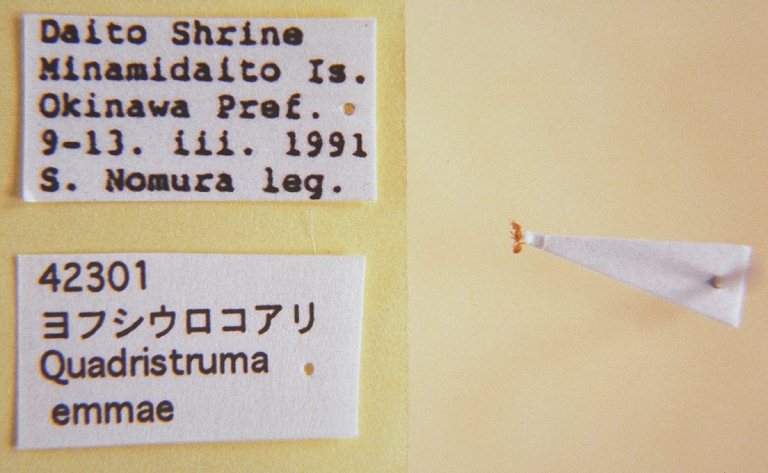 Daito Shrine
Minamidaito Is.
Okinawa Pref.
9-13. iii. 1991
S. Nomura leg.
42301
ヨフシウロコアリ
Quadristruma
emmae